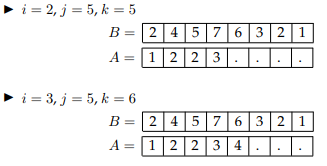 ► i = 2, j = 5, k = 5
B = 2 4 5 7 6 3 2 1
A = 1 2 2 3 . . . .
► i = 3, j = 5, k = 6
B = 2 4 5 7 6 3 2 1
A = 1 2 2 3 4 . . .